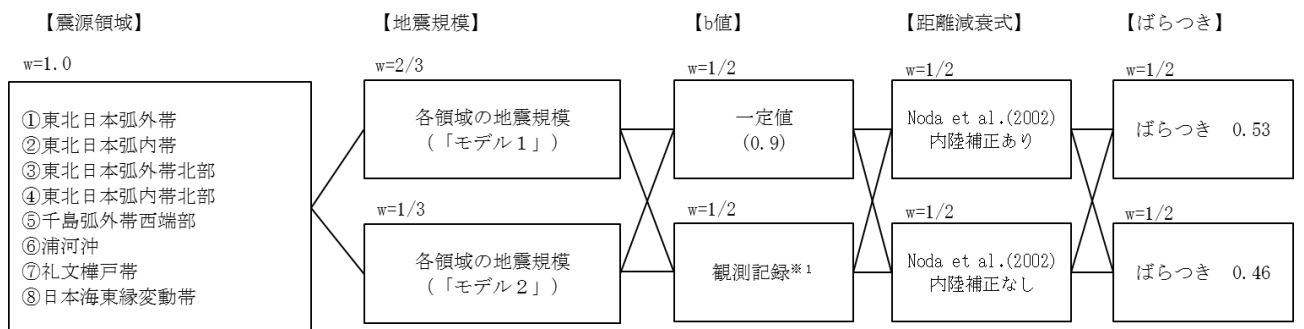 【震源領域】 【地震規模】 【b値】 【距離減衰式】 【ばらつき】
w=1.0
①東北日本弧外帯
②東北日本弧内帯
③東北日本弧外帯北部
④東北日本弧内帯北部
⑤千島弧外帯西端部
⑥浦河沖
⑦礼文樺戸帯
⑧日本海東縁変動帯
w=2/3
各領域の地震規模
(「モデル1」)
w=1/3
各領域の地震規模
(「モデル2」)
w=1/2
一定値
(0.9)
w=1/2
観測記録※1
w=1/2
Noda et al.(2002)
内陸補正あり
w=1/2
Noda et al.(2002)
内陸補正なし
w=1/2
ばらつき 0.53
w=1/2
ばらつき 0.46